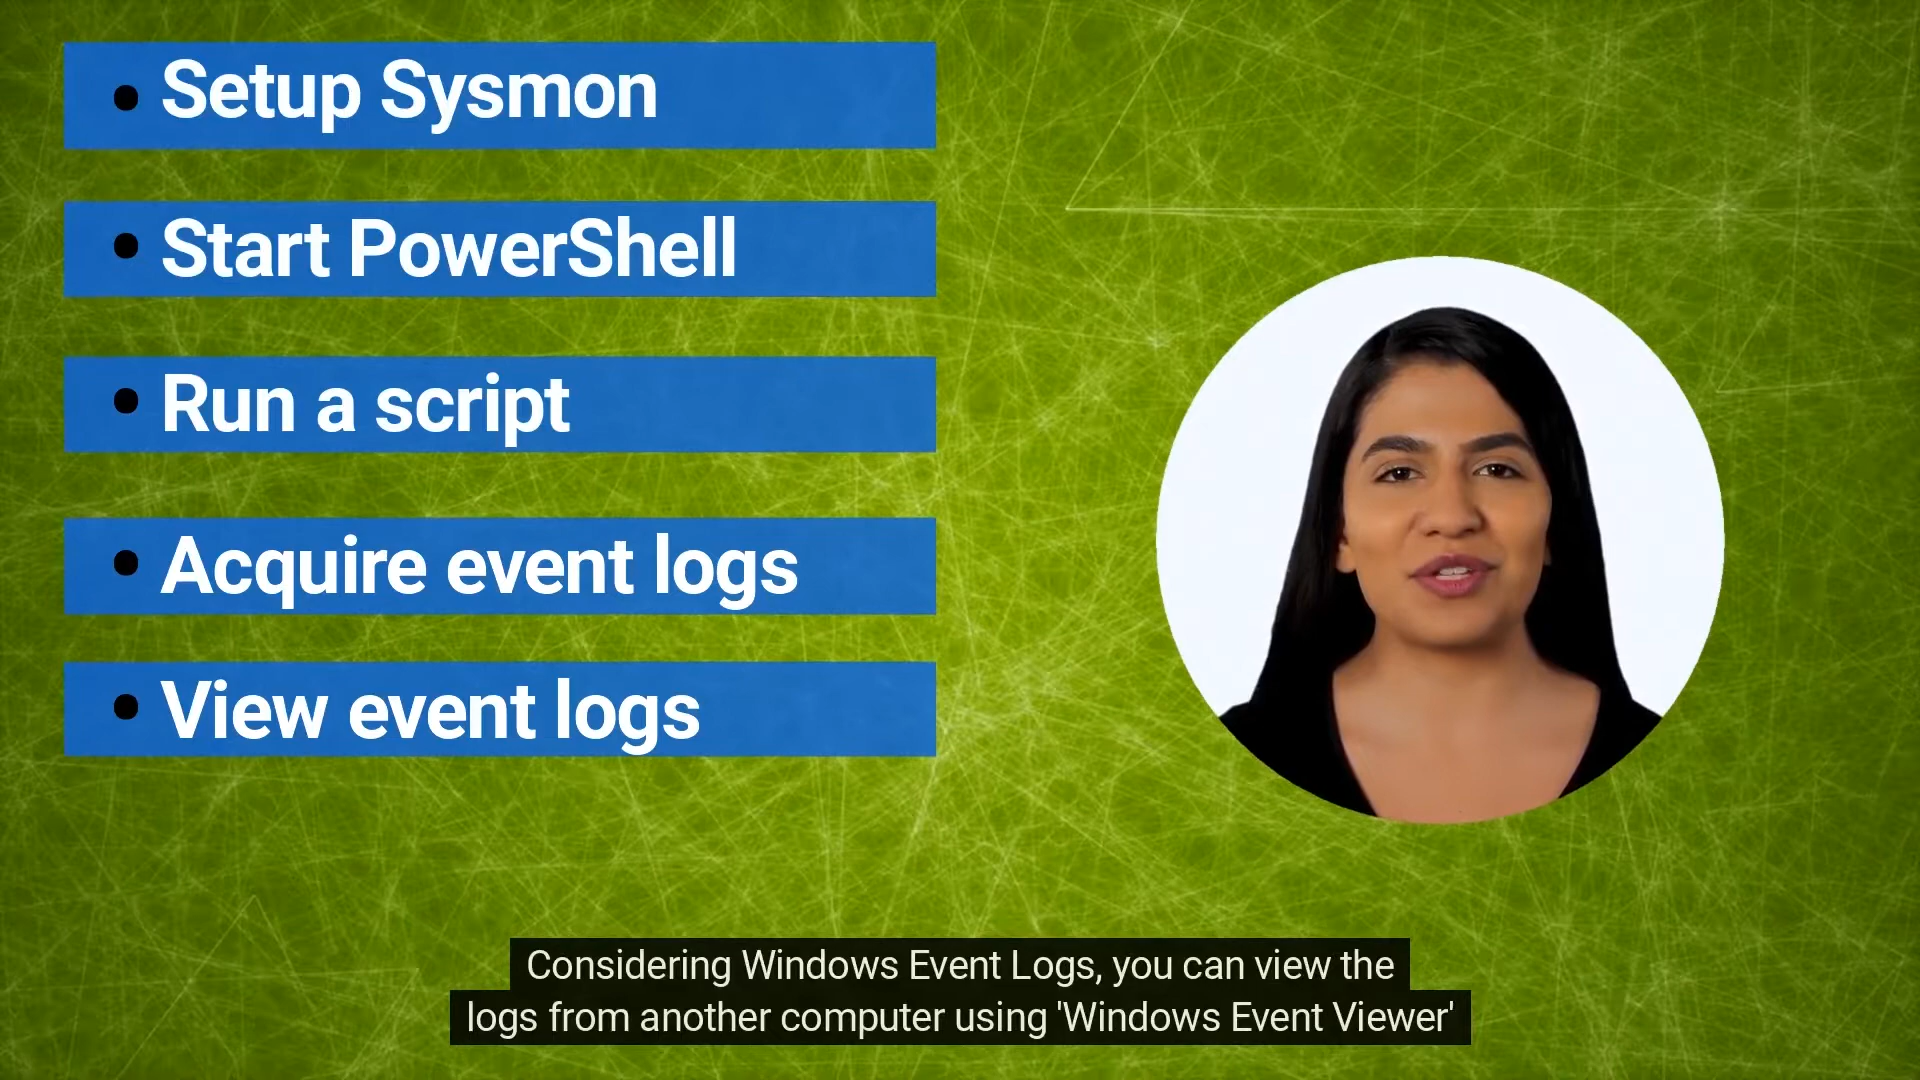 • Setup Sysmon
• Start PowerShell
• Run a script
• Acquire event logs
• View event logs
Considering Windows Event Logs, you can view the
logs from another computer using 'Windows Event Viewer'